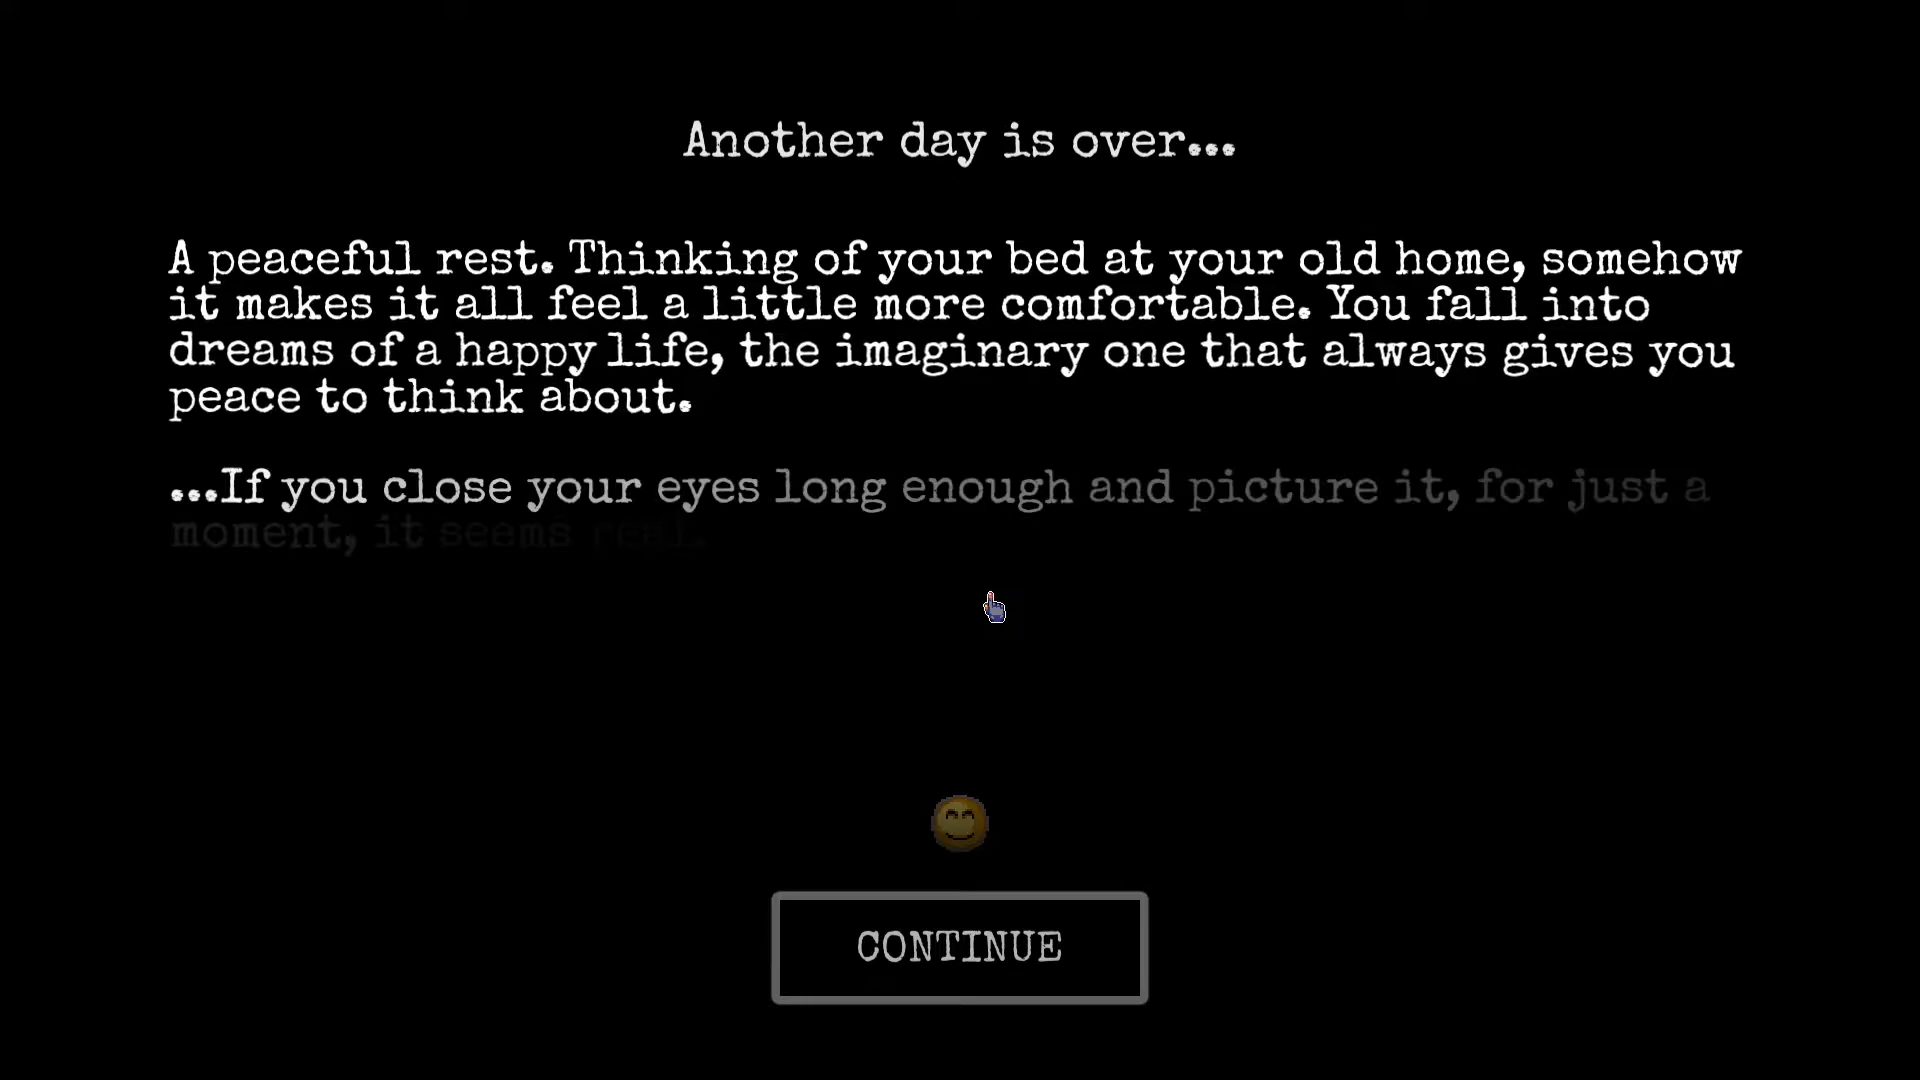 Another day is over...
A peaceful rest. Thinking of your bed at your old home, somehow
it makes it all feel a little more comfortable. You fall into
dreams of a happy life, the imaginary one that always gives you
peace to think about.
...If you close your eyes long enough and picture it, for just a
moment, it seems real.
CONTINUE